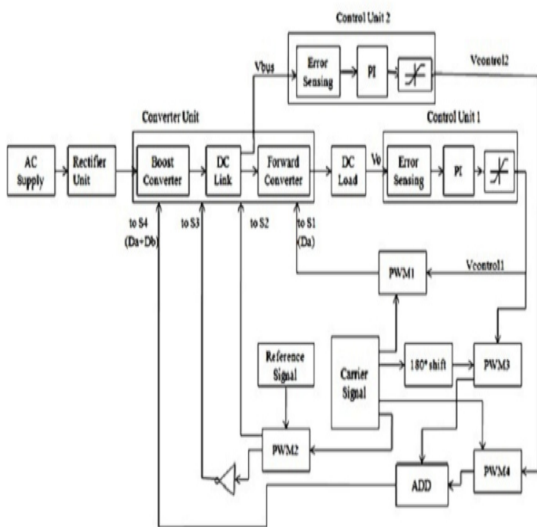 Control Unit 2
Error
Sensing
PI
Vcontrol2
Vbus
Converter Unit
Control Unit 1
AC
Supply
Rectifier
Unit
Boost
Converter
DC
Link
Forward
Converter
DC
Load
Vo
Error
Sensing
PI
to S4
(Da+Db)
to S3
to S2
to S1
(Da)
PWM1
Vcontrol1
Reference
Signal
Carrier
Signal
180° shift
PWM3
PWM2
ADD
PWM4